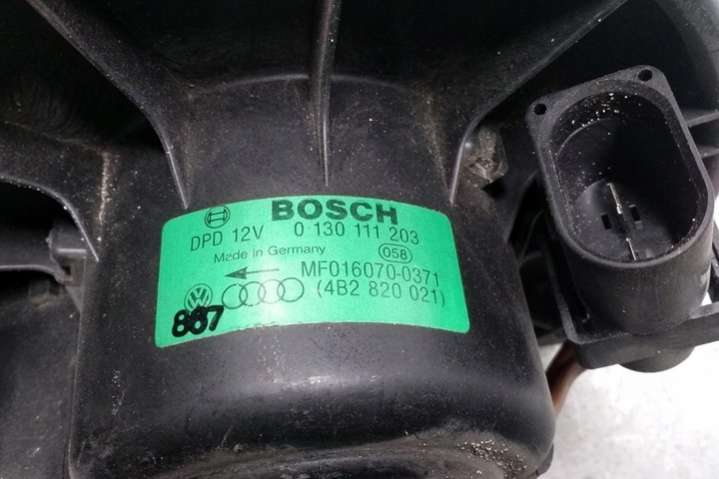 BOSCH
DPD 12V 0 130 111 203
Made in Germany 058
MF016070-0371
(4B2 820 021)
887